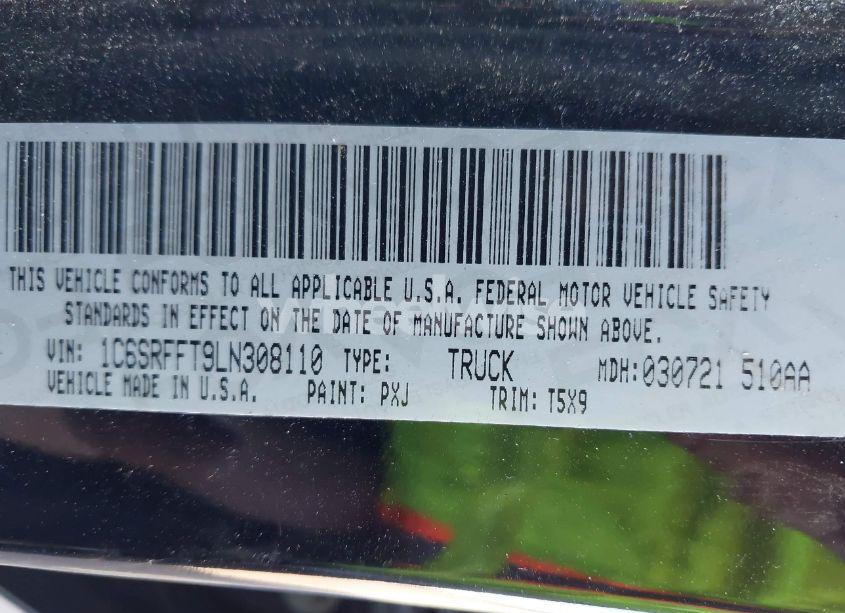 THIS VEHICLE CONFORMS TO ALL APPLICABLE U.S.A. FEDERAL MOTOR VEHICLE SAFETY
STANDARDS IN EFFECT ON THE DATE OF MANUFACTURE SHOWN ABOVE.
VIN: 1C6SRFFT9LN308110 TYPE: TRUCK MDH: 030721 510AA
VEHICLE MADE IN U.S.A. PAINT: PXJ TRIM: T5X9